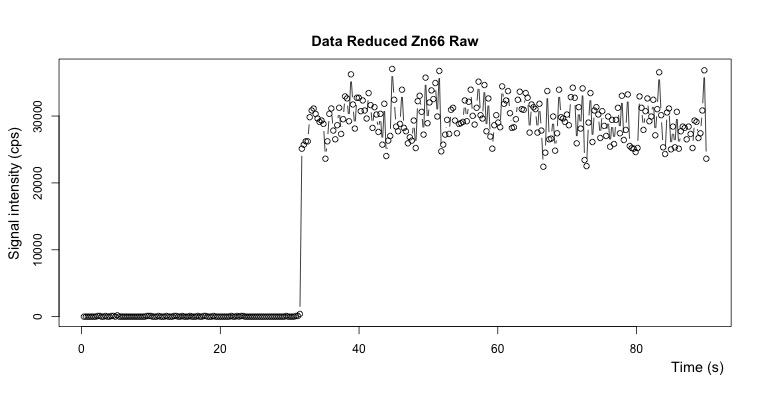 Data Reduced Zn66 Raw
Signal intensity (cps)
30000
20000
10000
0
0 20 40 60 80
Time (s)